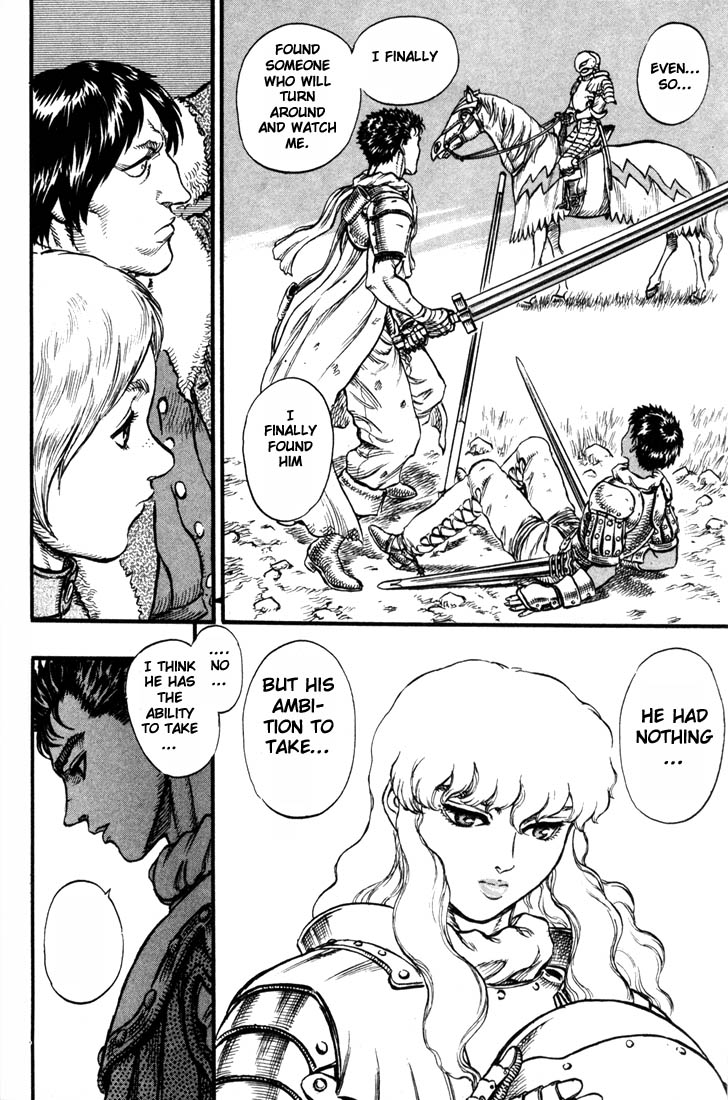 EVEN...
SO...
I FINALLY
FOUND
SOMEONE
WHO WILL
TURN
AROUND
AND WATCH
ME.
I
FINALLY
FOUND
HIM
HE HAD
NOTHING
...
BUT HIS
AMBI-
TION TO
TAKE...
....
NO
...
I THINK
HE HAS
THE
ABILITY
TO TAKE
...